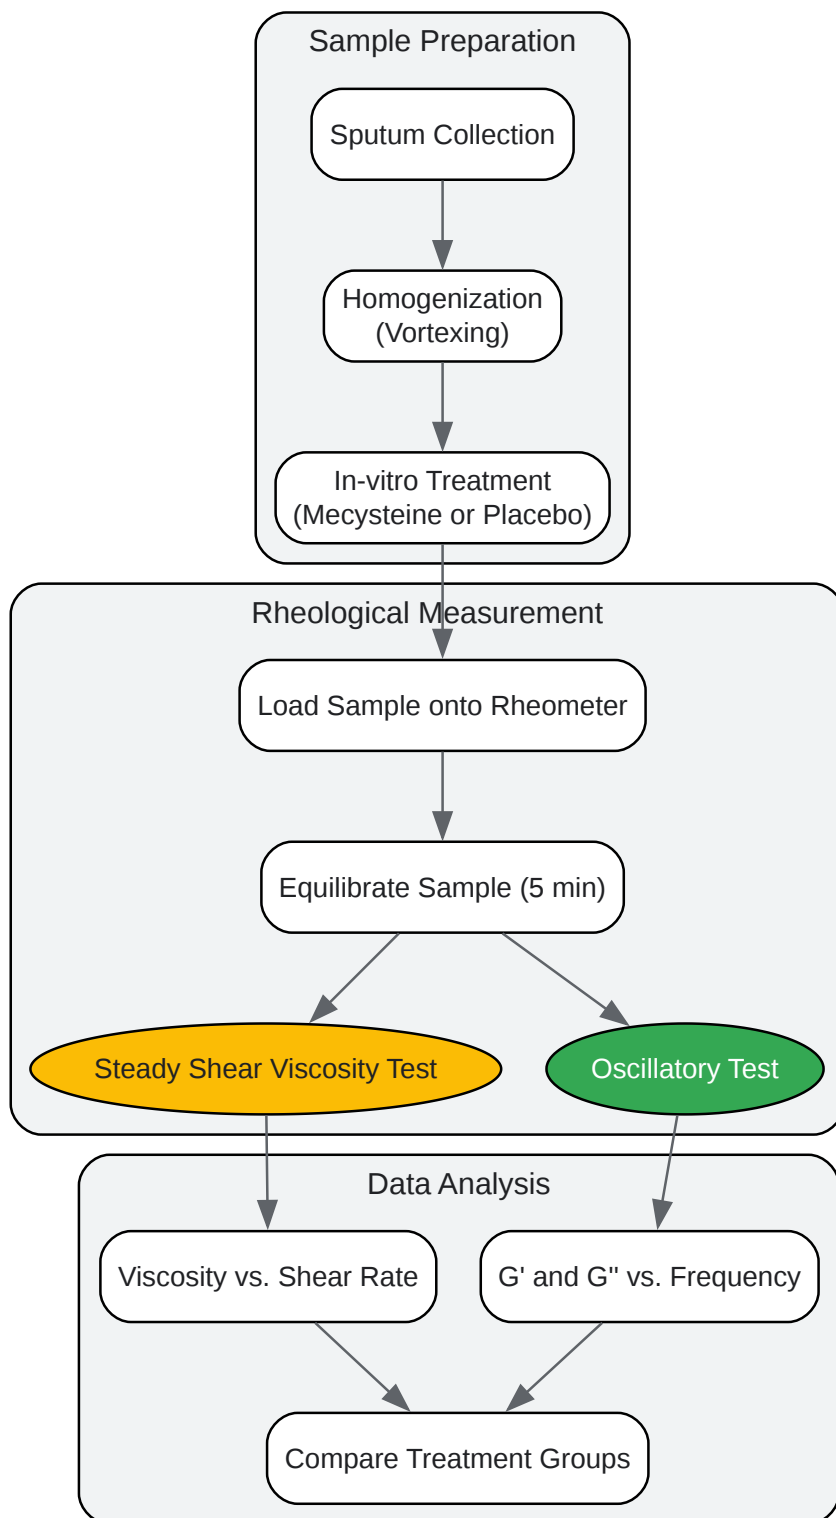 Sample Preparation
Sputum Collection
Homogenization
(Vortexing)
In-vitro Treatment
(Mecysteine or Placebo)
Rheological Measurement
Load Sample onto Rheometer
Equilibrate Sample (5 min)
Steady Shear Viscosity Test
Oscillatory Test
Data Analysis
Viscosity vs. Shear Rate
G' and G'' vs. Frequency
Compare Treatment Groups